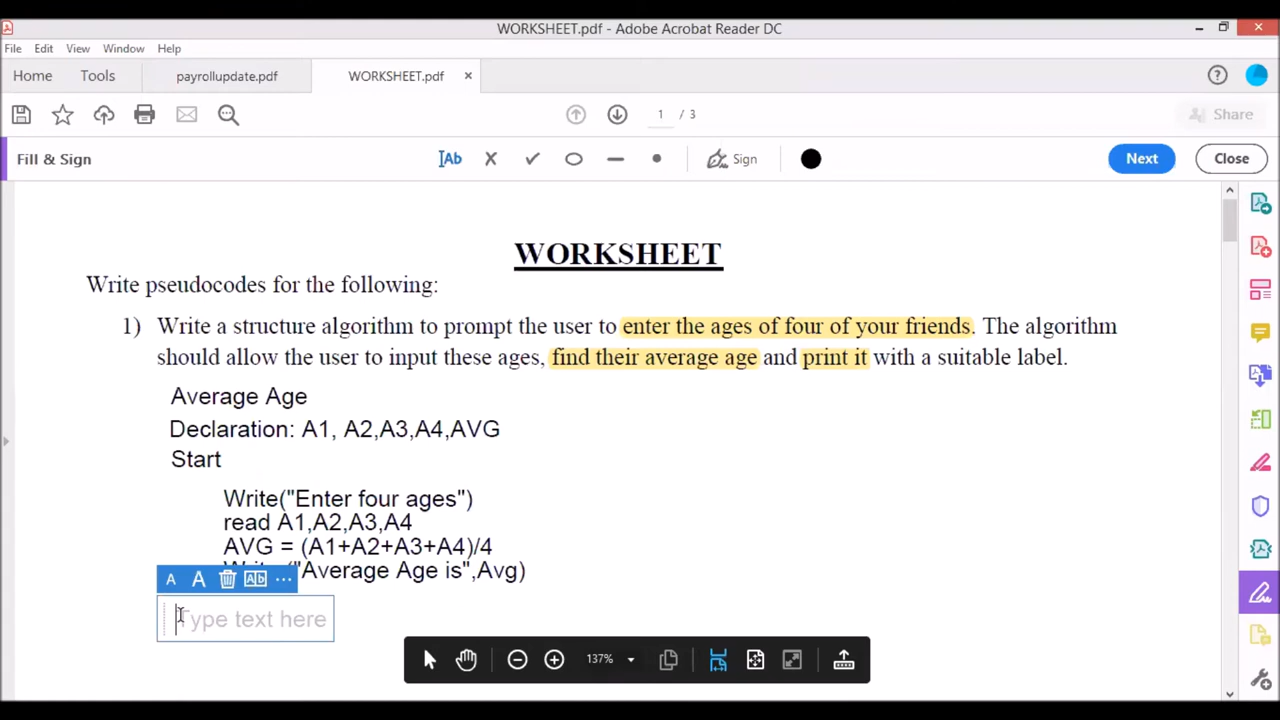 WORKSHEET.pdf - Adobe Acrobat Reader DC
File Edit View Window Help
Home Tools payrollupdate.pdf WORKSHEET.pdf
1 / 3 Share
Fill & Sign Ab Sign Next Close
WORKSHEET
Write pseudocodes for the following:
1) Write a structure algorithm to prompt the user to enter the ages of four of your friends. The algorithm
should allow the user to input these ages, find their average age and print it with a suitable label.
Average Age
Declaration: A1, A2,A3,A4,AVG
Start
Write("Enter four ages")
read A1,A2,A3,A4
AVG = (A1+A2+A3+A4)/4
"Average Age is",Avg)
A A Ab
Type text here
137%